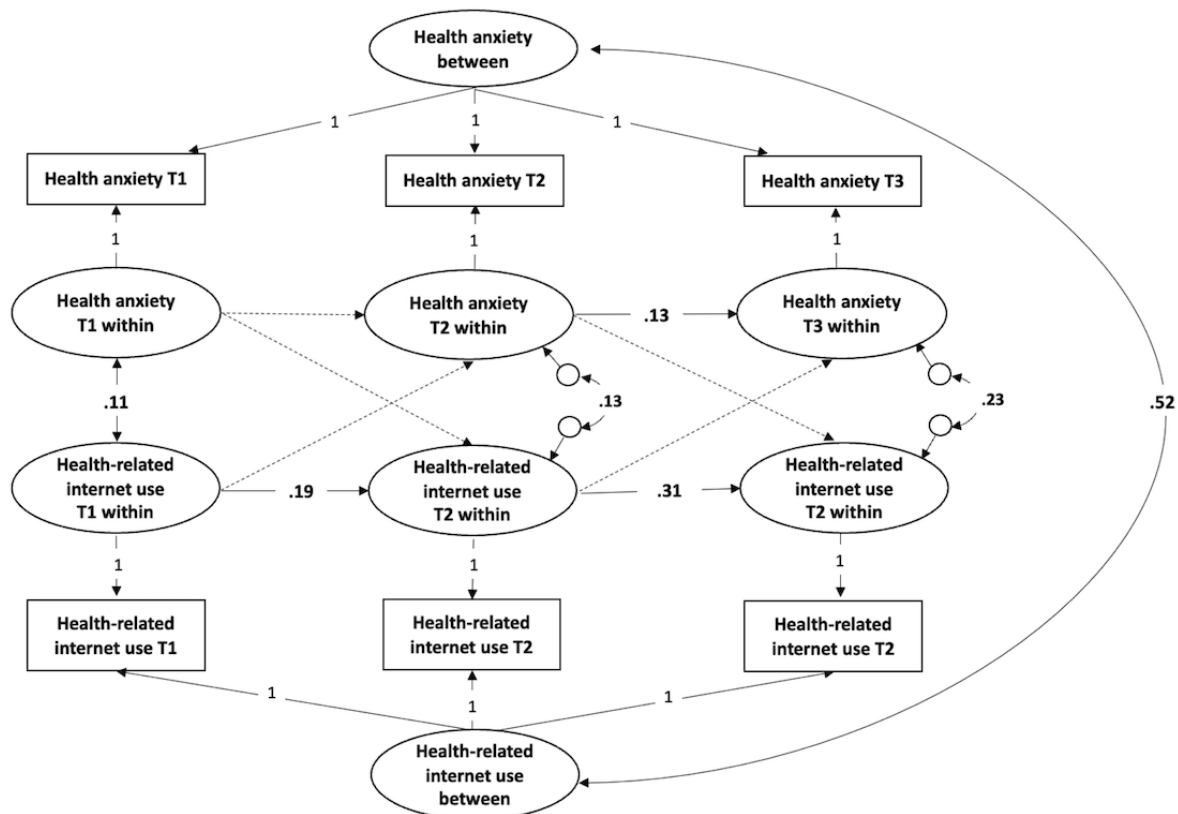 Health anxiety
between
1
1
1
Health anxiety T1
Health anxiety T2
Health anxiety T3
1
1
1
Health anxiety
T1 within
Health anxiety
T2 within
.13
Health anxiety
T3 within
.11
.13
.23
.52
Health-related
internet use
T1 within
.19
Health-related
internet use
T2 within
.31
Health-related
internet use
T2 within
1
1
1
Health-related
internet use T1
Health-related
internet use T2
Health-related
internet use T2
1
1
1
Health-related
internet use
between